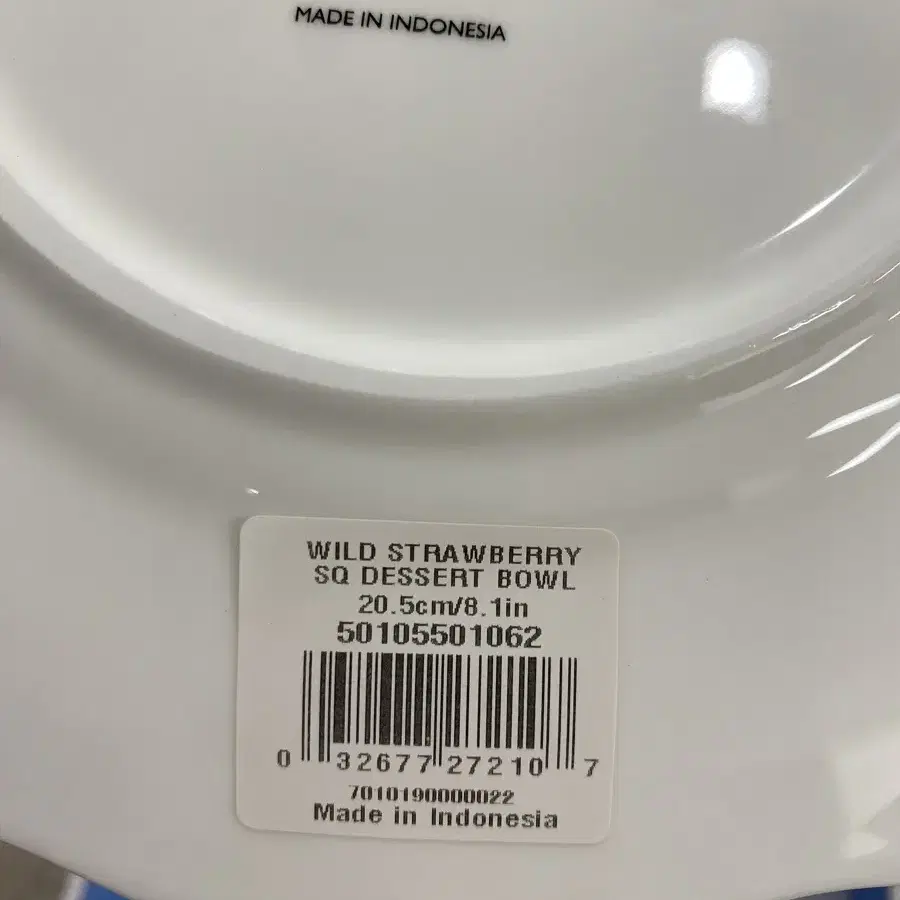 MADE IN INDONESIA
WILD STRAWBERRY
SQ DESSERT BOWL
20.5cm/8.1in
50105501062
0 32677 27210 7
7010190000022
Made in Indonesia